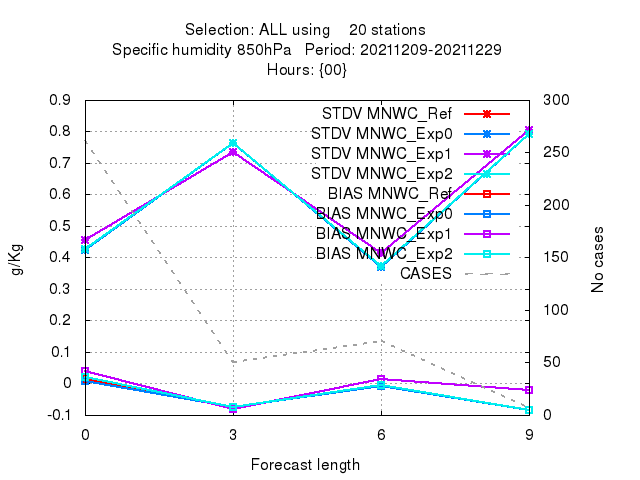 Selection: ALL using 20 stations
Specific humidity 850hPa Period: 20211209-20211229
Hours: {00}
0.9 300
STDV MNWC_Ref
STDV MNWC_Exp0
0.8 250
STDV MNWC_Exp1
0.7
STDV MNWC_Exp2
0.6 200
BIAS MNWC_Ref
BIAS MNWC_Exp0
0.5
BIAS MNWC_Exp1
0.4 150
BIAS MNWC_Exp2
CASES
0.3
0.2 100
0.1 50
0
-0.1 0
0 3 6 9
g/Kg
No cases
Forecast length